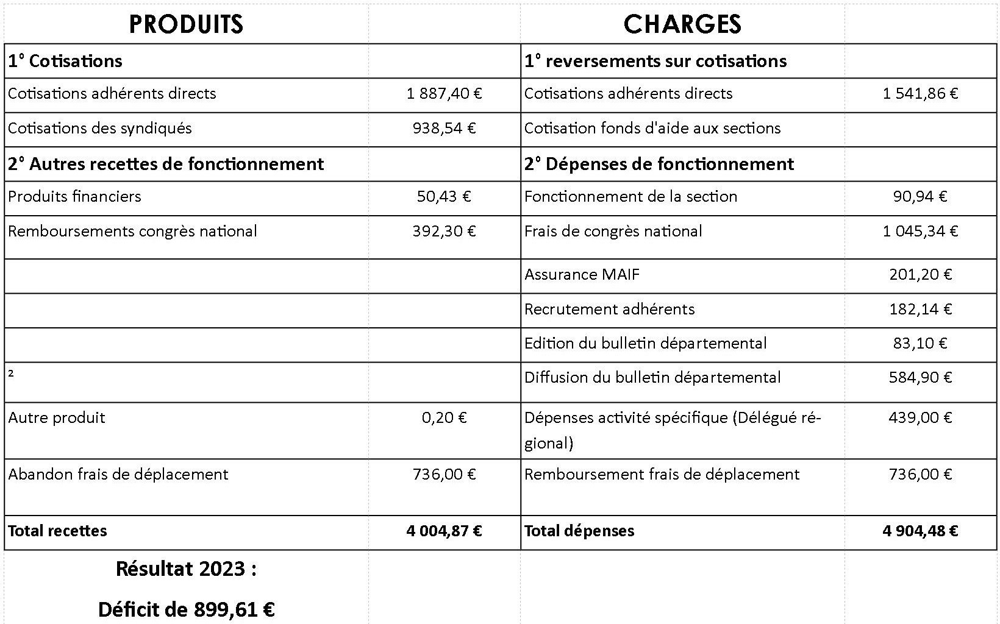 PRODUITS CHARGES
1° Cotisations 1° reversements sur cotisations
Cotisations adhérents directs 1 887,40 € Cotisations adhérents directs 1 541,86 €
Cotisations des syndiqués 938,54 € Cotisation fonds d'aide aux sections
2° Autres recettes de fonctionnement 2° Dépenses de fonctionnement
Produits financiers 50,43 € Fonctionnement de la section 90,94 €
Remboursements congrès national 392,30 € Frais de congrès national 1 045,34 €
Assurance MAIF 201,20 €
Recrutement adhérents 182,14 €
Edition du bulletin départemental 83,10 €
² Diffusion du bulletin départemental 584,90 €
Autre produit 0,20 € Dépenses activité spécifique (Délégué ré- 439,00 €
gional)
Abandon frais de déplacement 736,00 € Remboursement frais de déplacement 736,00 €
Total recettes 4 004,87 € Total dépenses 4 904,48 €
Résultat 2023 :
Déficit de 899,61 €